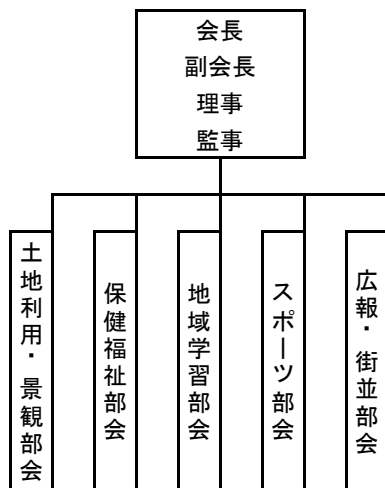 会長
副会長
理事
監事
土地利用・景観部会
保健福祉部会
地域学習部会
スポーツ部会
広報・街並部会